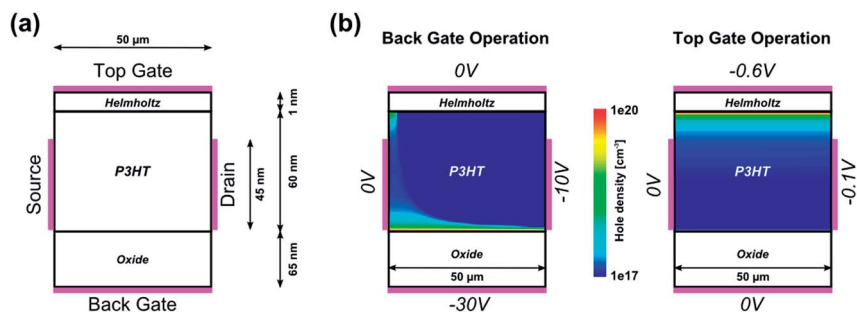 (a)
50 µm
Top Gate
Helmholtz
1 nm
Source
P3HT
Drain
45 nm
60 nm
Oxide
65 nm
Back Gate
(b)
Back Gate Operation
0V
Helmholtz
0V
P3HT
-10V
Oxide
50 µm
-30V
1e20
Hole density [cm⁻³]
1e17
Top Gate Operation
-0.6V
Helmholtz
0V
P3HT
-0.1V
Oxide
50 µm
0V